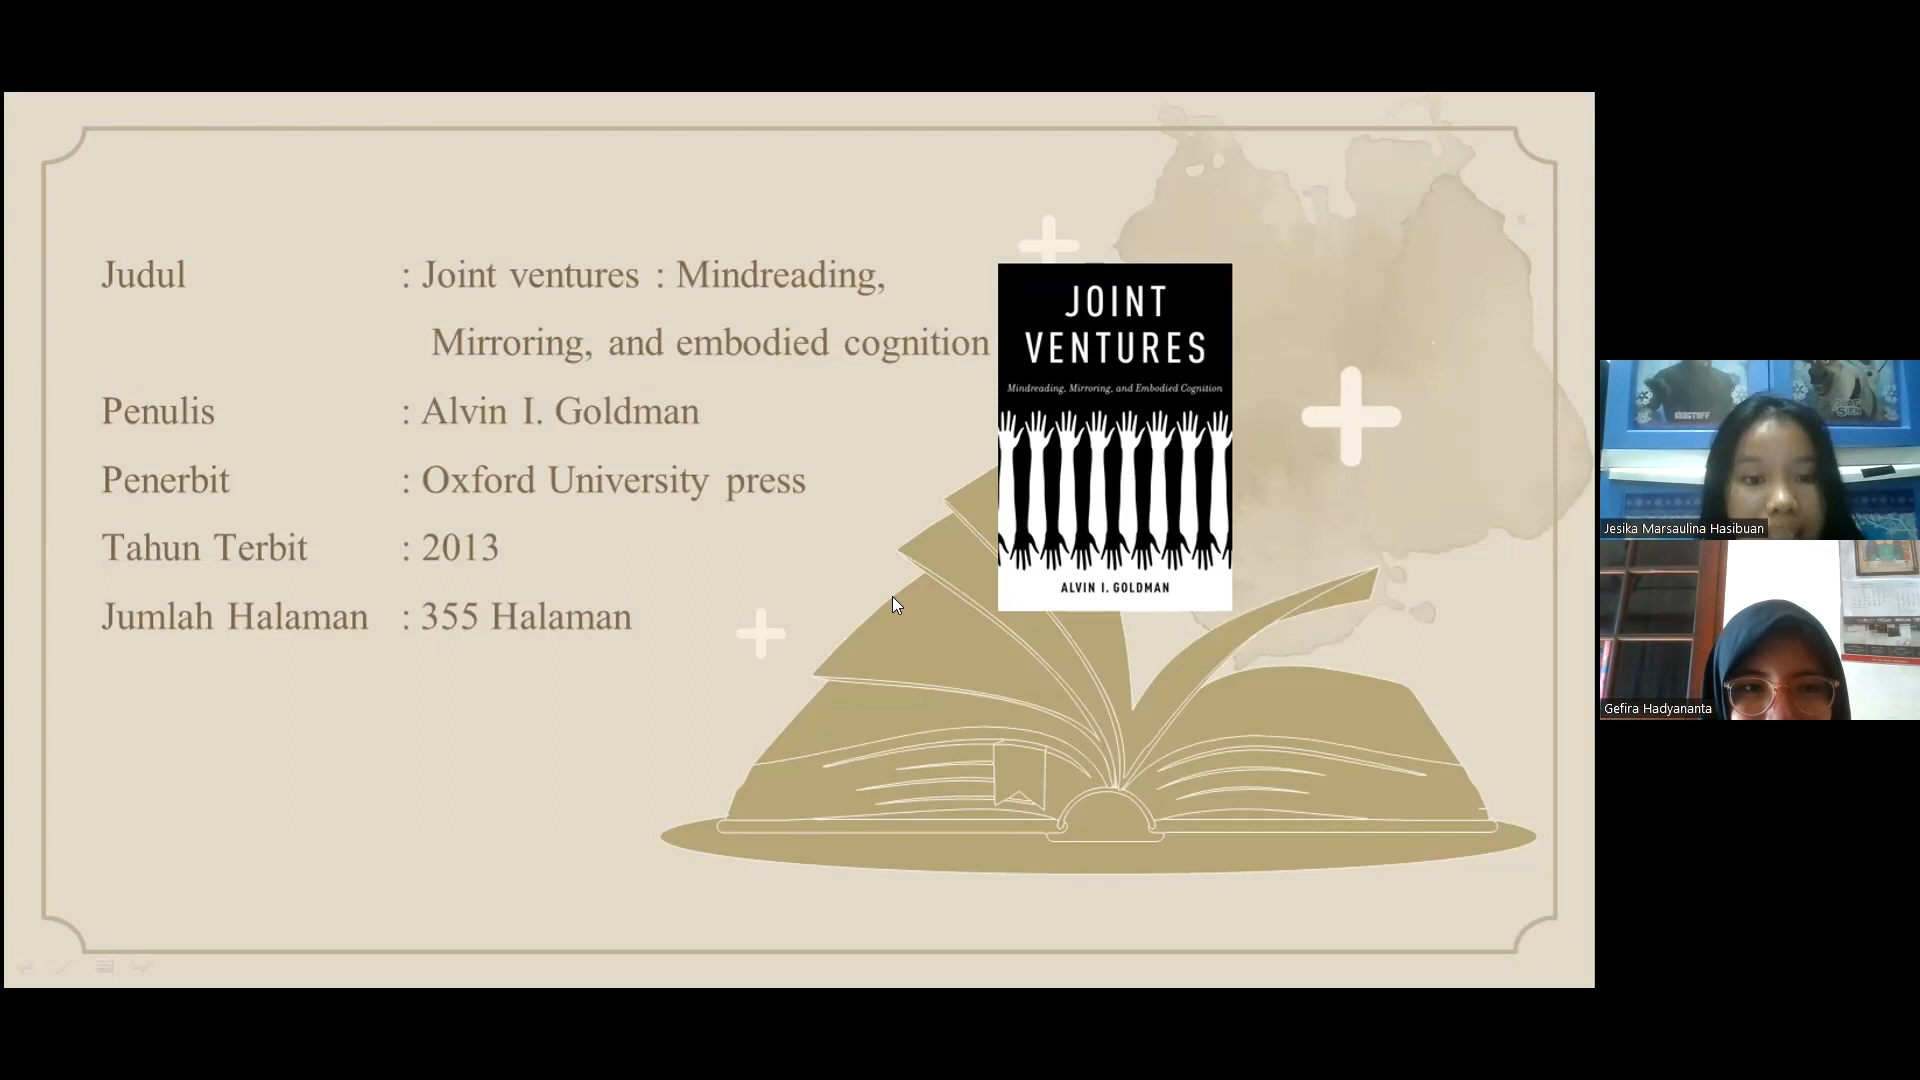 Judul : Joint ventures : Mindreading,
Mirroring, and embodied cognition
Penulis : Alvin I. Goldman
Penerbit : Oxford University press
Tahun Terbit : 2013
Jumlah Halaman : 355 Halaman
JOINT
VENTURES
Mindreading, Mirroring, and Embodied Cognition
ALVIN I. GOLDMAN
Jesika Marsaulina Hasibuan
Gefira Hadyananta